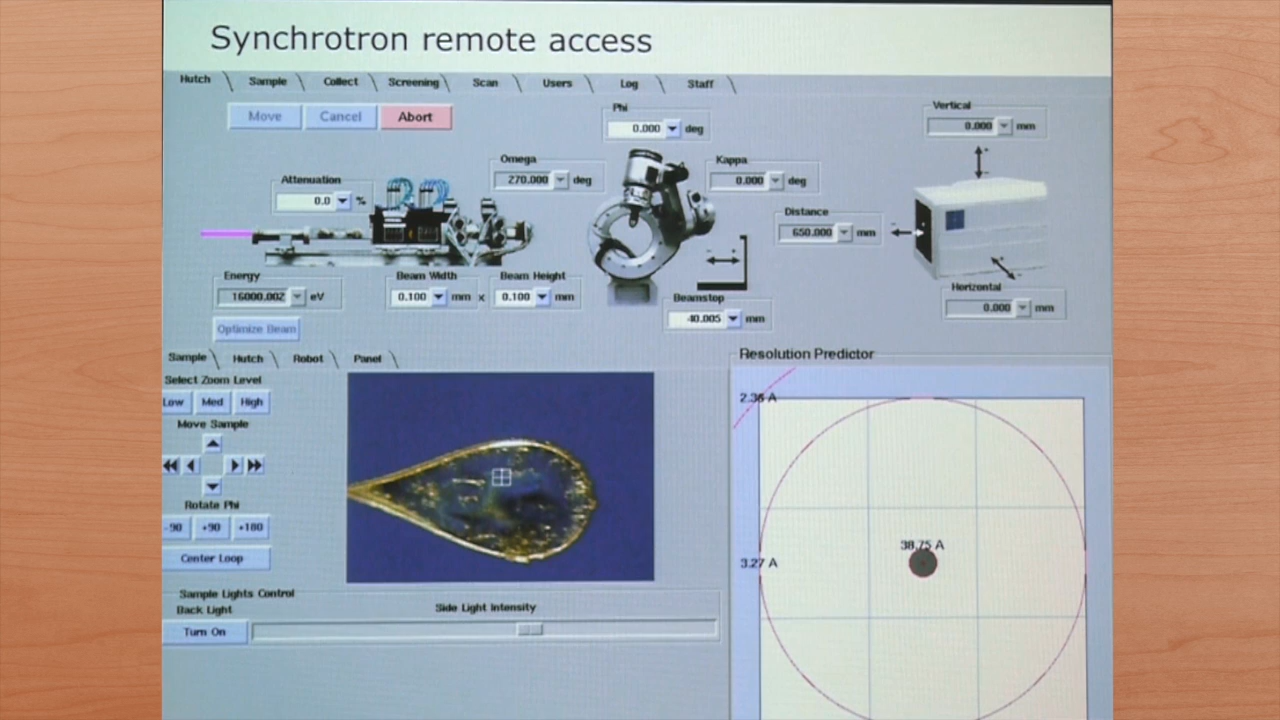 Synchrotron remote access
Hutch Sample Collect Screening Scan Users Log Staff
Move Cancel Abort
Phi
0.000 deg
Vertical
0.000 mm
Omega
270.000 deg
Kappa
0.000 deg
Attenuation
0.0 %
Distance
650.000 mm
Energy
16000.002 eV
Beam Width
0.100 mm x
Beam Height
0.100 mm
Horizontal
0.000 mm
Beamstop
40.005 mm
Optimize Beam
Sample Hutch Robot Panel
Resolution Predictor
Select Zoom Level
Low Med High
Move Sample
Rotate Phi
-90 +90 +180
Center Loop
2.36 A
38.75 A
3.27 A
Sample Lights Control
Back Light
Side Light Intensity
Turn On